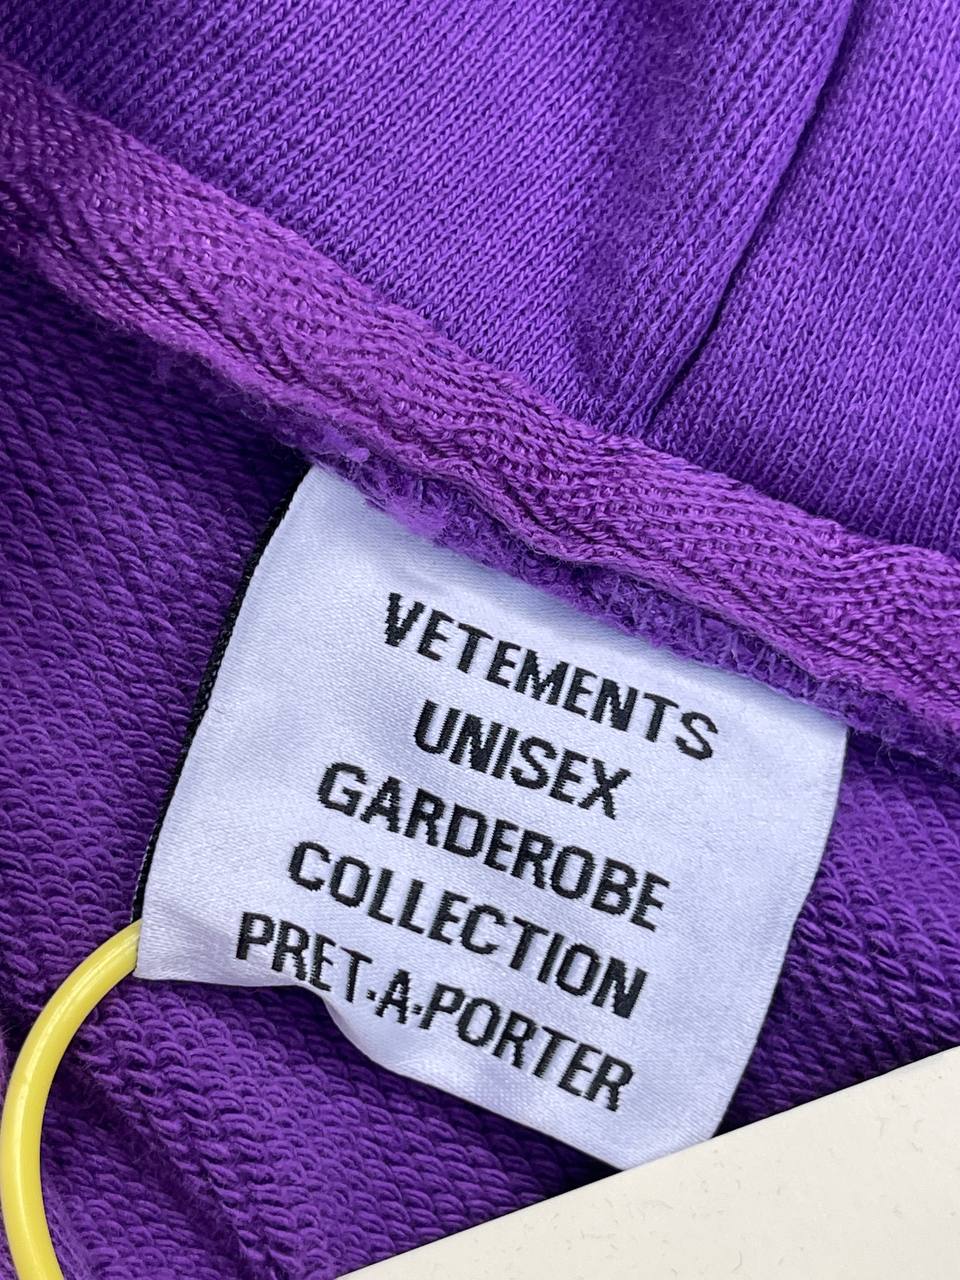 VETEMENTS
UNISEX
GARDEROBE
COLLECTION
PRET-A-PORTER